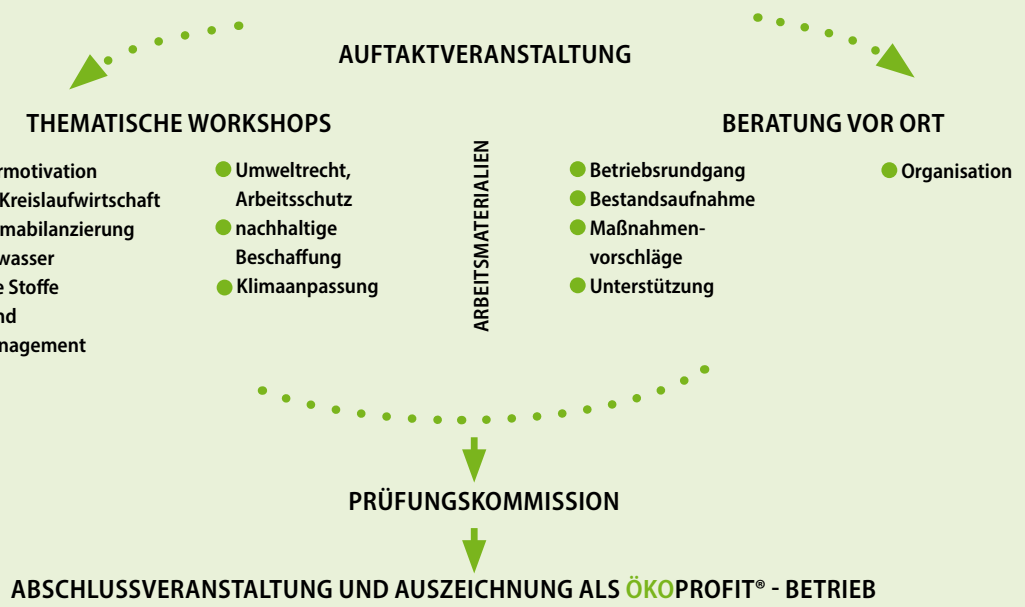 AUFTAKTVERANSTALTUNG
THEMATISCHE WORKSHOPS
rmotivation
Kreislaufwirtschaft
mabilanzierung
wasser
e Stoffe
nd
nagement
Umweltrecht,
Arbeitsschutz
nachhaltige
Beschaffung
Klimaanpassung
ARBEITSMATERIALIEN
BERATUNG VOR ORT
Betriebsrundgang
Bestandsaufnahme
Maßnahmen-
vorschläge
Unterstützung
Organisation
PRÜFUNGSKOMMISSION
ABSCHLUSSVERANSTALTUNG UND AUSZEICHNUNG ALS ÖKOPROFIT® - BETRIEB